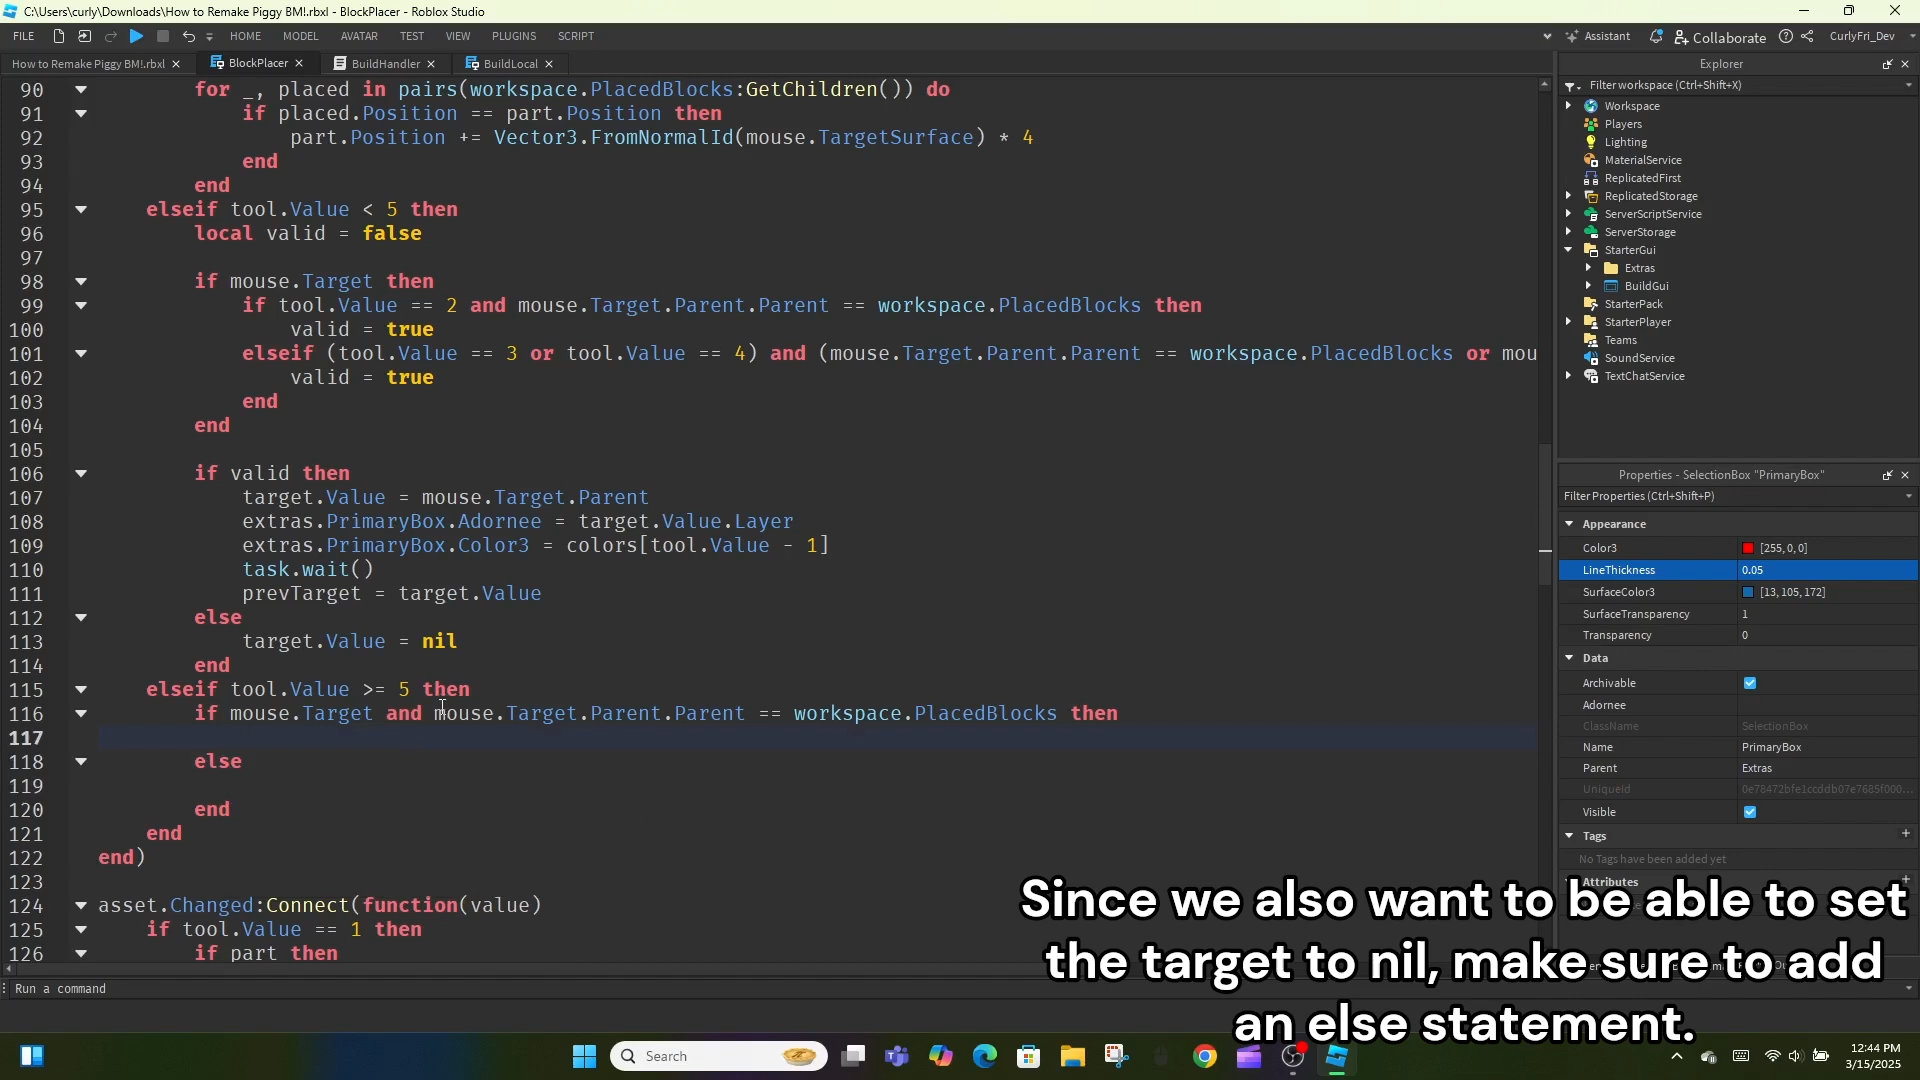 C:\Users\curly\Downloads\How to Remake Piggy BM!.rbxl - BlockPlacer - Roblox Studio
FILE HOME MODEL AVATAR TEST VIEW PLUGINS SCRIPT Assistant Collaborate CurlyFri_Dev
How to Remake Piggy BM!.rbxl BlockPlacer BuildHandler BuildLocal
90 for _, placed in pairs(workspace.PlacedBlocks:GetChildren()) do
91 if placed.Position == part.Position then
92 part.Position += Vector3.FromNormalId(mouse.TargetSurface) * 4
93 end
94 end
95 elseif tool.Value < 5 then
96 local valid = false
97
98 if mouse.Target then
99 if tool.Value == 2 and mouse.Target.Parent.Parent == workspace.PlacedBlocks then
100 valid = true
101 elseif (tool.Value == 3 or tool.Value == 4) and (mouse.Target.Parent.Parent == workspace.PlacedBlocks or mou
102 valid = true
103 end
104 end
105
106 if valid then
107 target.Value = mouse.Target.Parent
108 extras.PrimaryBox.Adornee = target.Value.Layer
109 extras.PrimaryBox.Color3 = colors[tool.Value - 1]
110 task.wait()
111 prevTarget = target.Value
112 else
113 target.Value = nil
114 end
115 elseif tool.Value >= 5 then
116 if mouse.Target and mouse.Target.Parent.Parent == workspace.PlacedBlocks then
117
118 else
119
120 end
121 end
122 end)
123
124 asset.Changed:Connect(function(value)
125 if tool.Value == 1 then
126 if part then
Run a command
Explorer
Filter workspace (Ctrl+Shift+X)
Workspace
Players
Lighting
MaterialService
ReplicatedFirst
ReplicatedStorage
ServerScriptService
ServerStorage
StarterGui
Extras
BuildGui
StarterPack
StarterPlayer
Teams
SoundService
TextChatService
Properties - SelectionBox "PrimaryBox"
Filter Properties (Ctrl+Shift+P)
Appearance
Color3 [255, 0, 0]
LineThickness 0.05
SurfaceColor3 [13, 105, 172]
SurfaceTransparency 1
Transparency 0
Data
Archivable
Adornee
ClassName SelectionBox
Name PrimaryBox
Parent Extras
UniqueId 0e78472bfe1ccddb07e7685f000...
Visible
Tags
No Tags have been added yet
Attributes
Since we also want to be able to set
the target to nil, make sure to add
an else statement.
Search
12:44 PM
3/15/2025